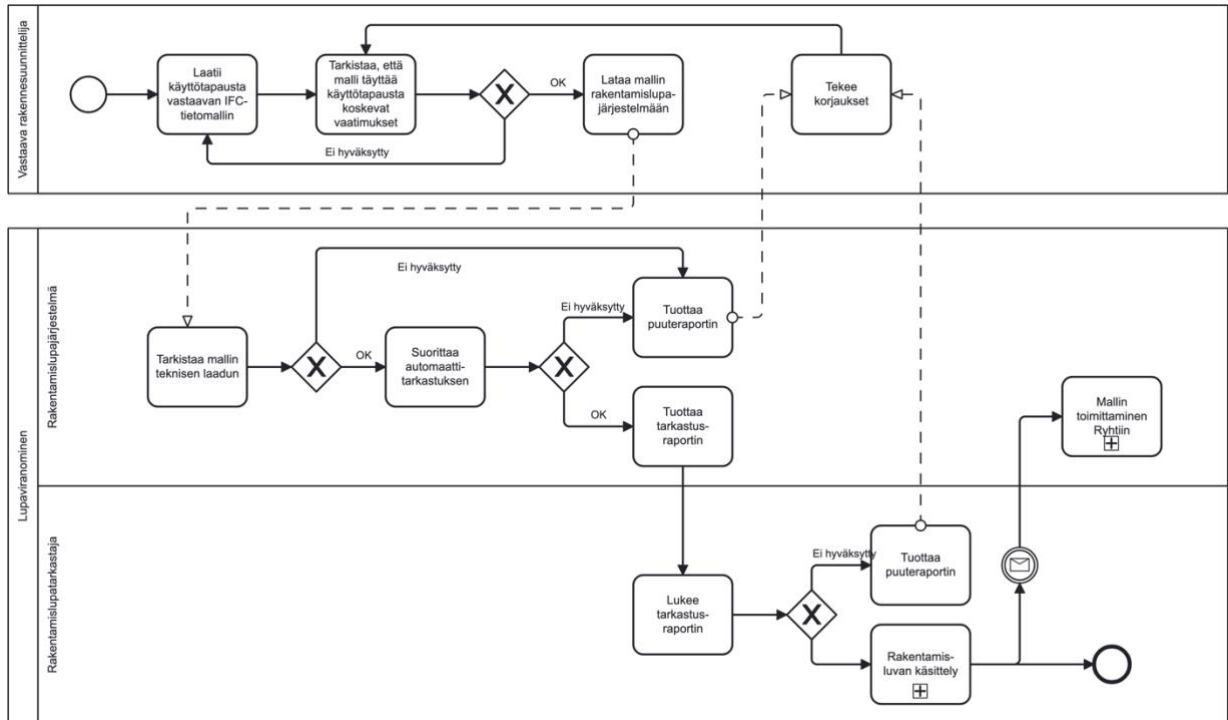 Vastaava rakennesuunnittelija
Laatii
käyttötapausta
vastaavan IFC-
tietomallin
Tarkistaa, että
malli täyttää
käyttötapausta
koskevat
vaatimukset
OK
Ei hyväksytty
Lataa mallin
rakentamislupa-
järjestelmään
Tekee
korjaukset
Lupaviranominen
Rakentamislupajärjestelmä
Tarkistaa mallin
teknisen laadun
Ei hyväksytty
OK
Suorittaa
automaatti-
tarkastuksen
Ei hyväksytty
OK
Tuottaa
puuteraportin
Tuottaa
tarkastus-
raportin
Mallin
toimittaminen
Ryhtiin
Rakentamislupatarkastaja
Lukee
tarkastus-
raportin
Ei hyväksytty
Tuottaa
puuteraportin
Rakentamis-
luvan käsittely